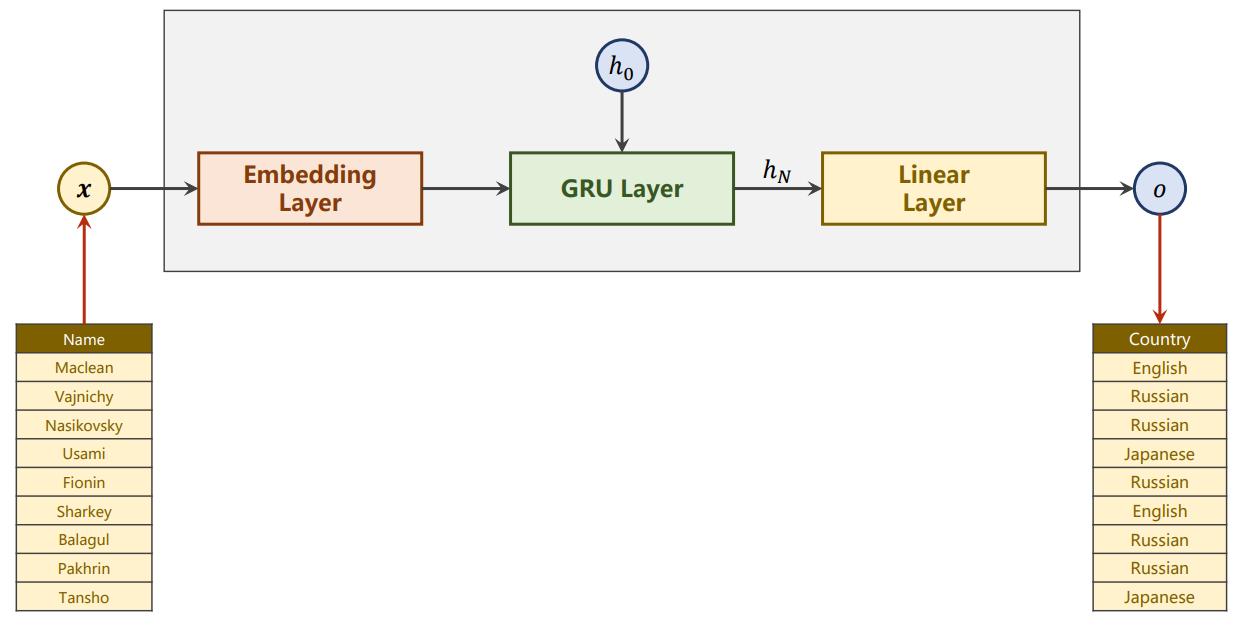 h₀
x
Embedding
Layer
GRU Layer
h_N
Linear
Layer
o
Name
Maclean
Vajnichy
Nasikovsky
Usami
Fionin
Sharkey
Balagul
Pakhrin
Tansho
Country
English
Russian
Russian
Japanese
Russian
English
Russian
Russian
Japanese